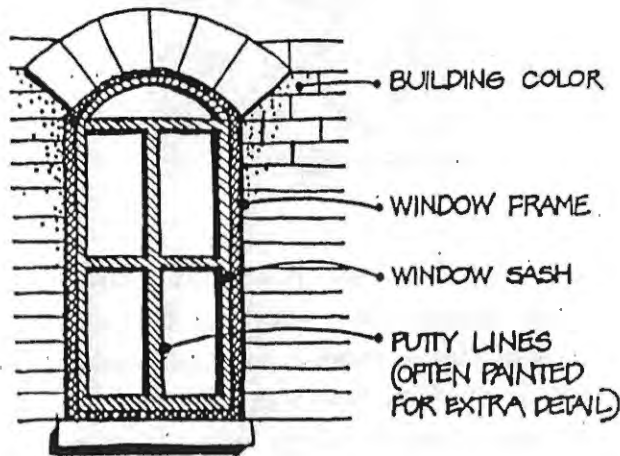 BUILDING COLOR
WINDOW FRAME
WINDOW SASH
PUTTY LINES
(OFTEN PAINTED
FOR EXTRA DETAIL)